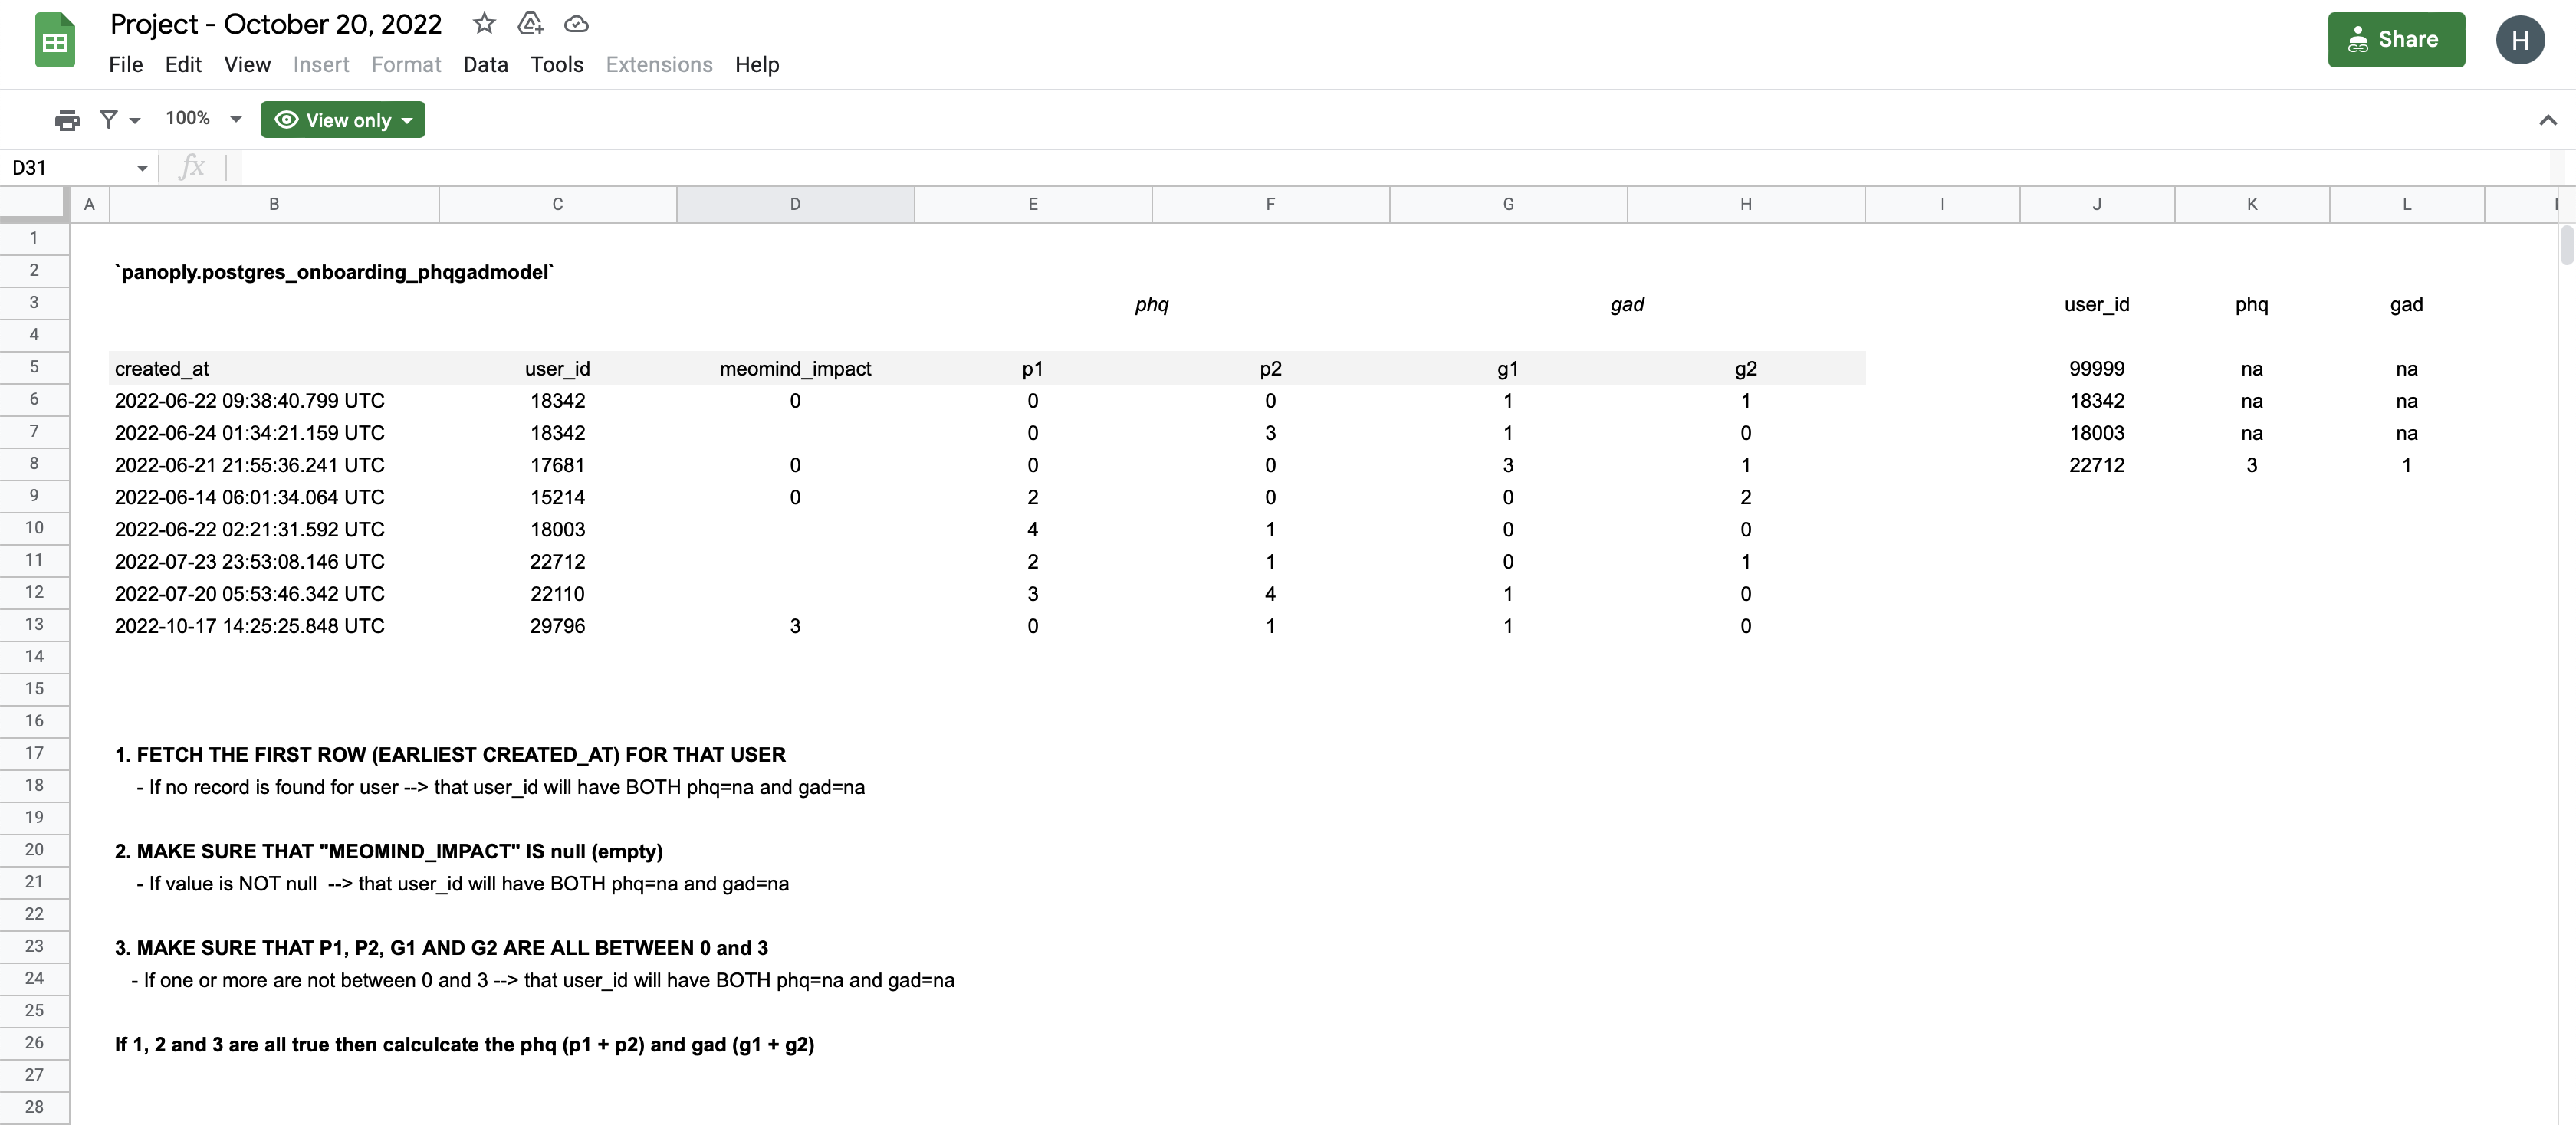 Project - October 20, 2022
File Edit View Insert Format Data Tools Extensions Help
Share
H
100%
View only
D31
fx
A B C D E F G H I J K L
1
2 `panoply.postgres_onboarding_phqgadmodel`
3 phq gad user_id phq gad
4
5 created_at user_id meomind_impact p1 p2 g1 g2 99999 na na
6 2022-06-22 09:38:40.799 UTC 18342 0 0 0 1 1 18342 na na
7 2022-06-24 01:34:21.159 UTC 18342 0 3 1 0 18003 na na
8 2022-06-21 21:55:36.241 UTC 17681 0 0 0 3 1 22712 3 1
9 2022-06-14 06:01:34.064 UTC 15214 0 2 0 0 2
10 2022-06-22 02:21:31.592 UTC 18003 4 1 0 0
11 2022-07-23 23:53:08.146 UTC 22712 2 1 0 1
12 2022-07-20 05:53:46.342 UTC 22110 3 4 1 0
13 2022-10-17 14:25:25.848 UTC 29796 3 0 1 1 0
14
15
16
17 1. FETCH THE FIRST ROW (EARLIEST CREATED_AT) FOR THAT USER
18 - If no record is found for user --> that user_id will have BOTH phq=na and gad=na
19
20 2. MAKE SURE THAT "MEOMIND_IMPACT" IS null (empty)
21 - If value is NOT null --> that user_id will have BOTH phq=na and gad=na
22
23 3. MAKE SURE THAT P1, P2, G1 AND G2 ARE ALL BETWEEN 0 and 3
24 - If one or more are not between 0 and 3 --> that user_id will have BOTH phq=na and gad=na
25
26 If 1, 2 and 3 are all true then calculcate the phq (p1 + p2) and gad (g1 + g2)
27
28